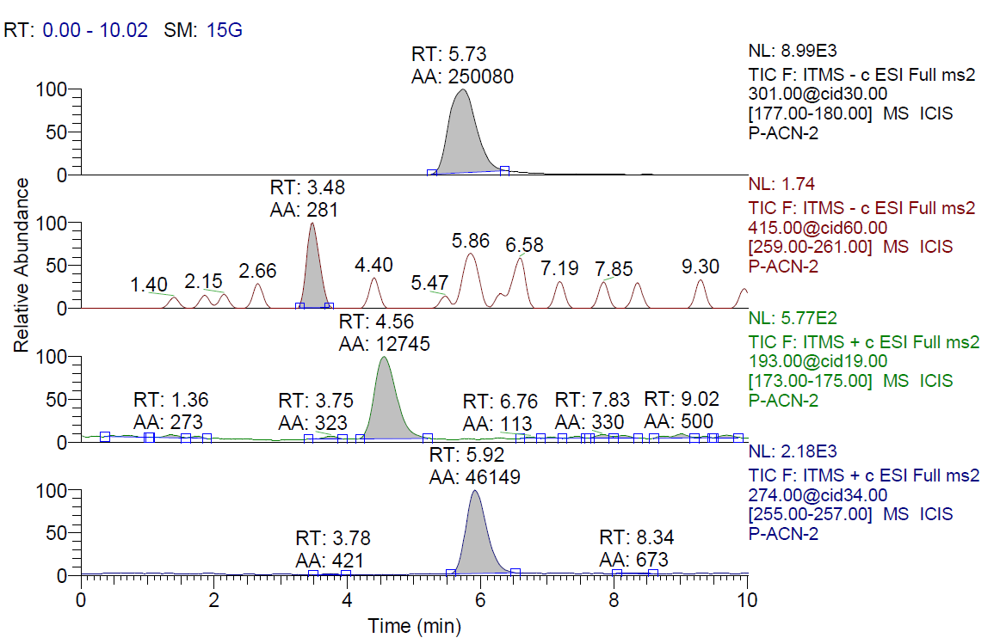 RT: 0.00 - 10.02 SM: 15G
RT: 5.73
AA: 250080
NL: 8.99E3
TIC F: ITMS - c ESI Full ms2
301.00@cid30.00
[177.00-180.00] MS ICIS
P-ACN-2
100
50
0
RT: 3.48
AA: 281
NL: 1.74
TIC F: ITMS - c ESI Full ms2
415.00@cid60.00
[259.00-261.00] MS ICIS
P-ACN-2
100
50
0
1.40
2.15
2.66
4.40
5.47
5.86
6.58
7.19
7.85
9.30
Relative Abundance
RT: 4.56
AA: 12745
NL: 5.77E2
TIC F: ITMS + c ESI Full ms2
193.00@cid19.00
[173.00-175.00] MS ICIS
P-ACN-2
100
50
0
RT: 1.36
AA: 273
RT: 3.75
AA: 323
RT: 6.76
AA: 113
RT: 7.83
AA: 330
RT: 9.02
AA: 500
RT: 5.92
AA: 46149
NL: 2.18E3
TIC F: ITMS + c ESI Full ms2
274.00@cid34.00
[255.00-257.00] MS ICIS
P-ACN-2
100
50
0
RT: 3.78
AA: 421
RT: 8.34
AA: 673
0 2 4 6 8 10
Time (min)